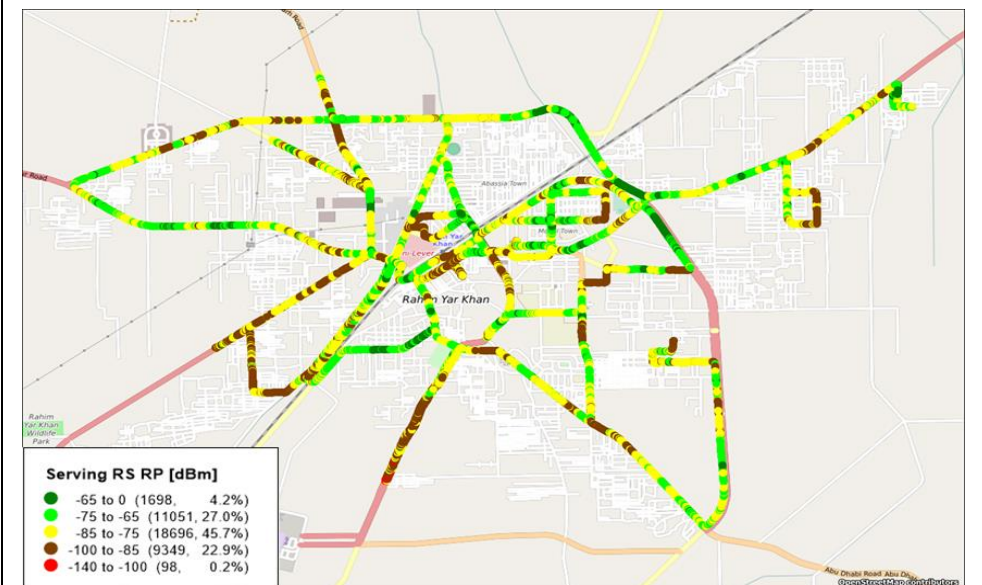 Abassia Town
Rahim Yar Khan
Rahim
Yar Khan
Wildlife
Park
Serving RS RP [dBm]
-65 to 0 (1698, 4.2%)
-75 to -65 (11051, 27.0%)
-85 to -75 (18696, 45.7%)
-100 to -85 (9349, 22.9%)
-140 to -100 (98, 0.2%)
Abu Dhabi Road Abu Dha
OpenStreetMap contributors